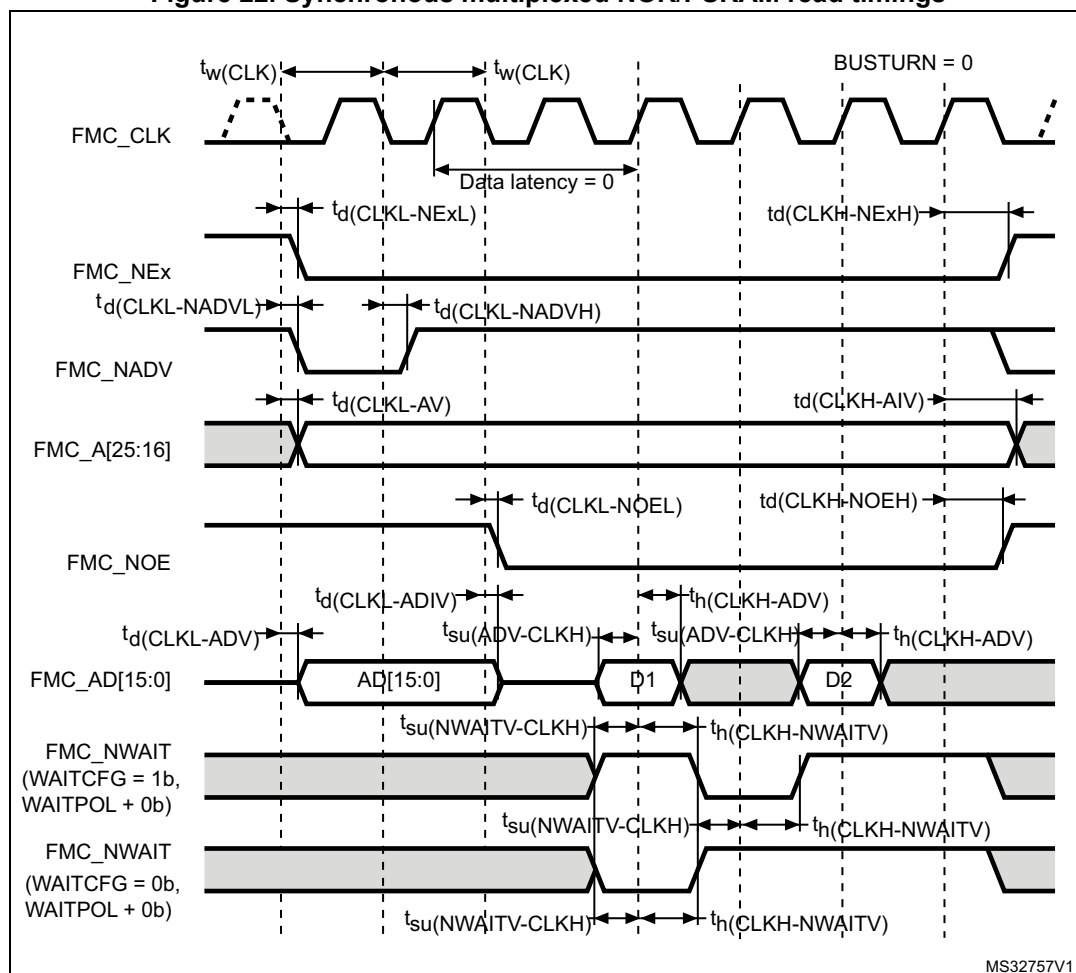 Figure 22. Synchronous multiplexed NOR/PSRAM read timings
tw(CLK) tw(CLK) BUSTURN = 0
FMC_CLK
Data latency = 0
td(CLKL-NExL) td(CLKH-NExH)
FMC_NEx
td(CLKL-NADVL) td(CLKL-NADVH)
FMC_NADV
td(CLKL-AV) td(CLKH-AIV)
FMC_A[25:16]
td(CLKL-NOEL) td(CLKH-NOEH)
FMC_NOE
td(CLKL-ADIV) th(CLKH-ADV)
td(CLKL-ADV) tsu(ADV-CLKH) tsu(ADV-CLKH) th(CLKH-ADV)
FMC_AD[15:0] AD[15:0] D1 D2
tsu(NWAITV-CLKH) th(CLKH-NWAITV)
FMC_NWAIT
(WAITCFG = 1b,
WAITPOL + 0b)
tsu(NWAITV-CLKH) th(CLKH-NWAITV)
FMC_NWAIT
(WAITCFG = 0b,
WAITPOL + 0b)
tsu(NWAITV-CLKH) th(CLKH-NWAITV)
MS32757V1